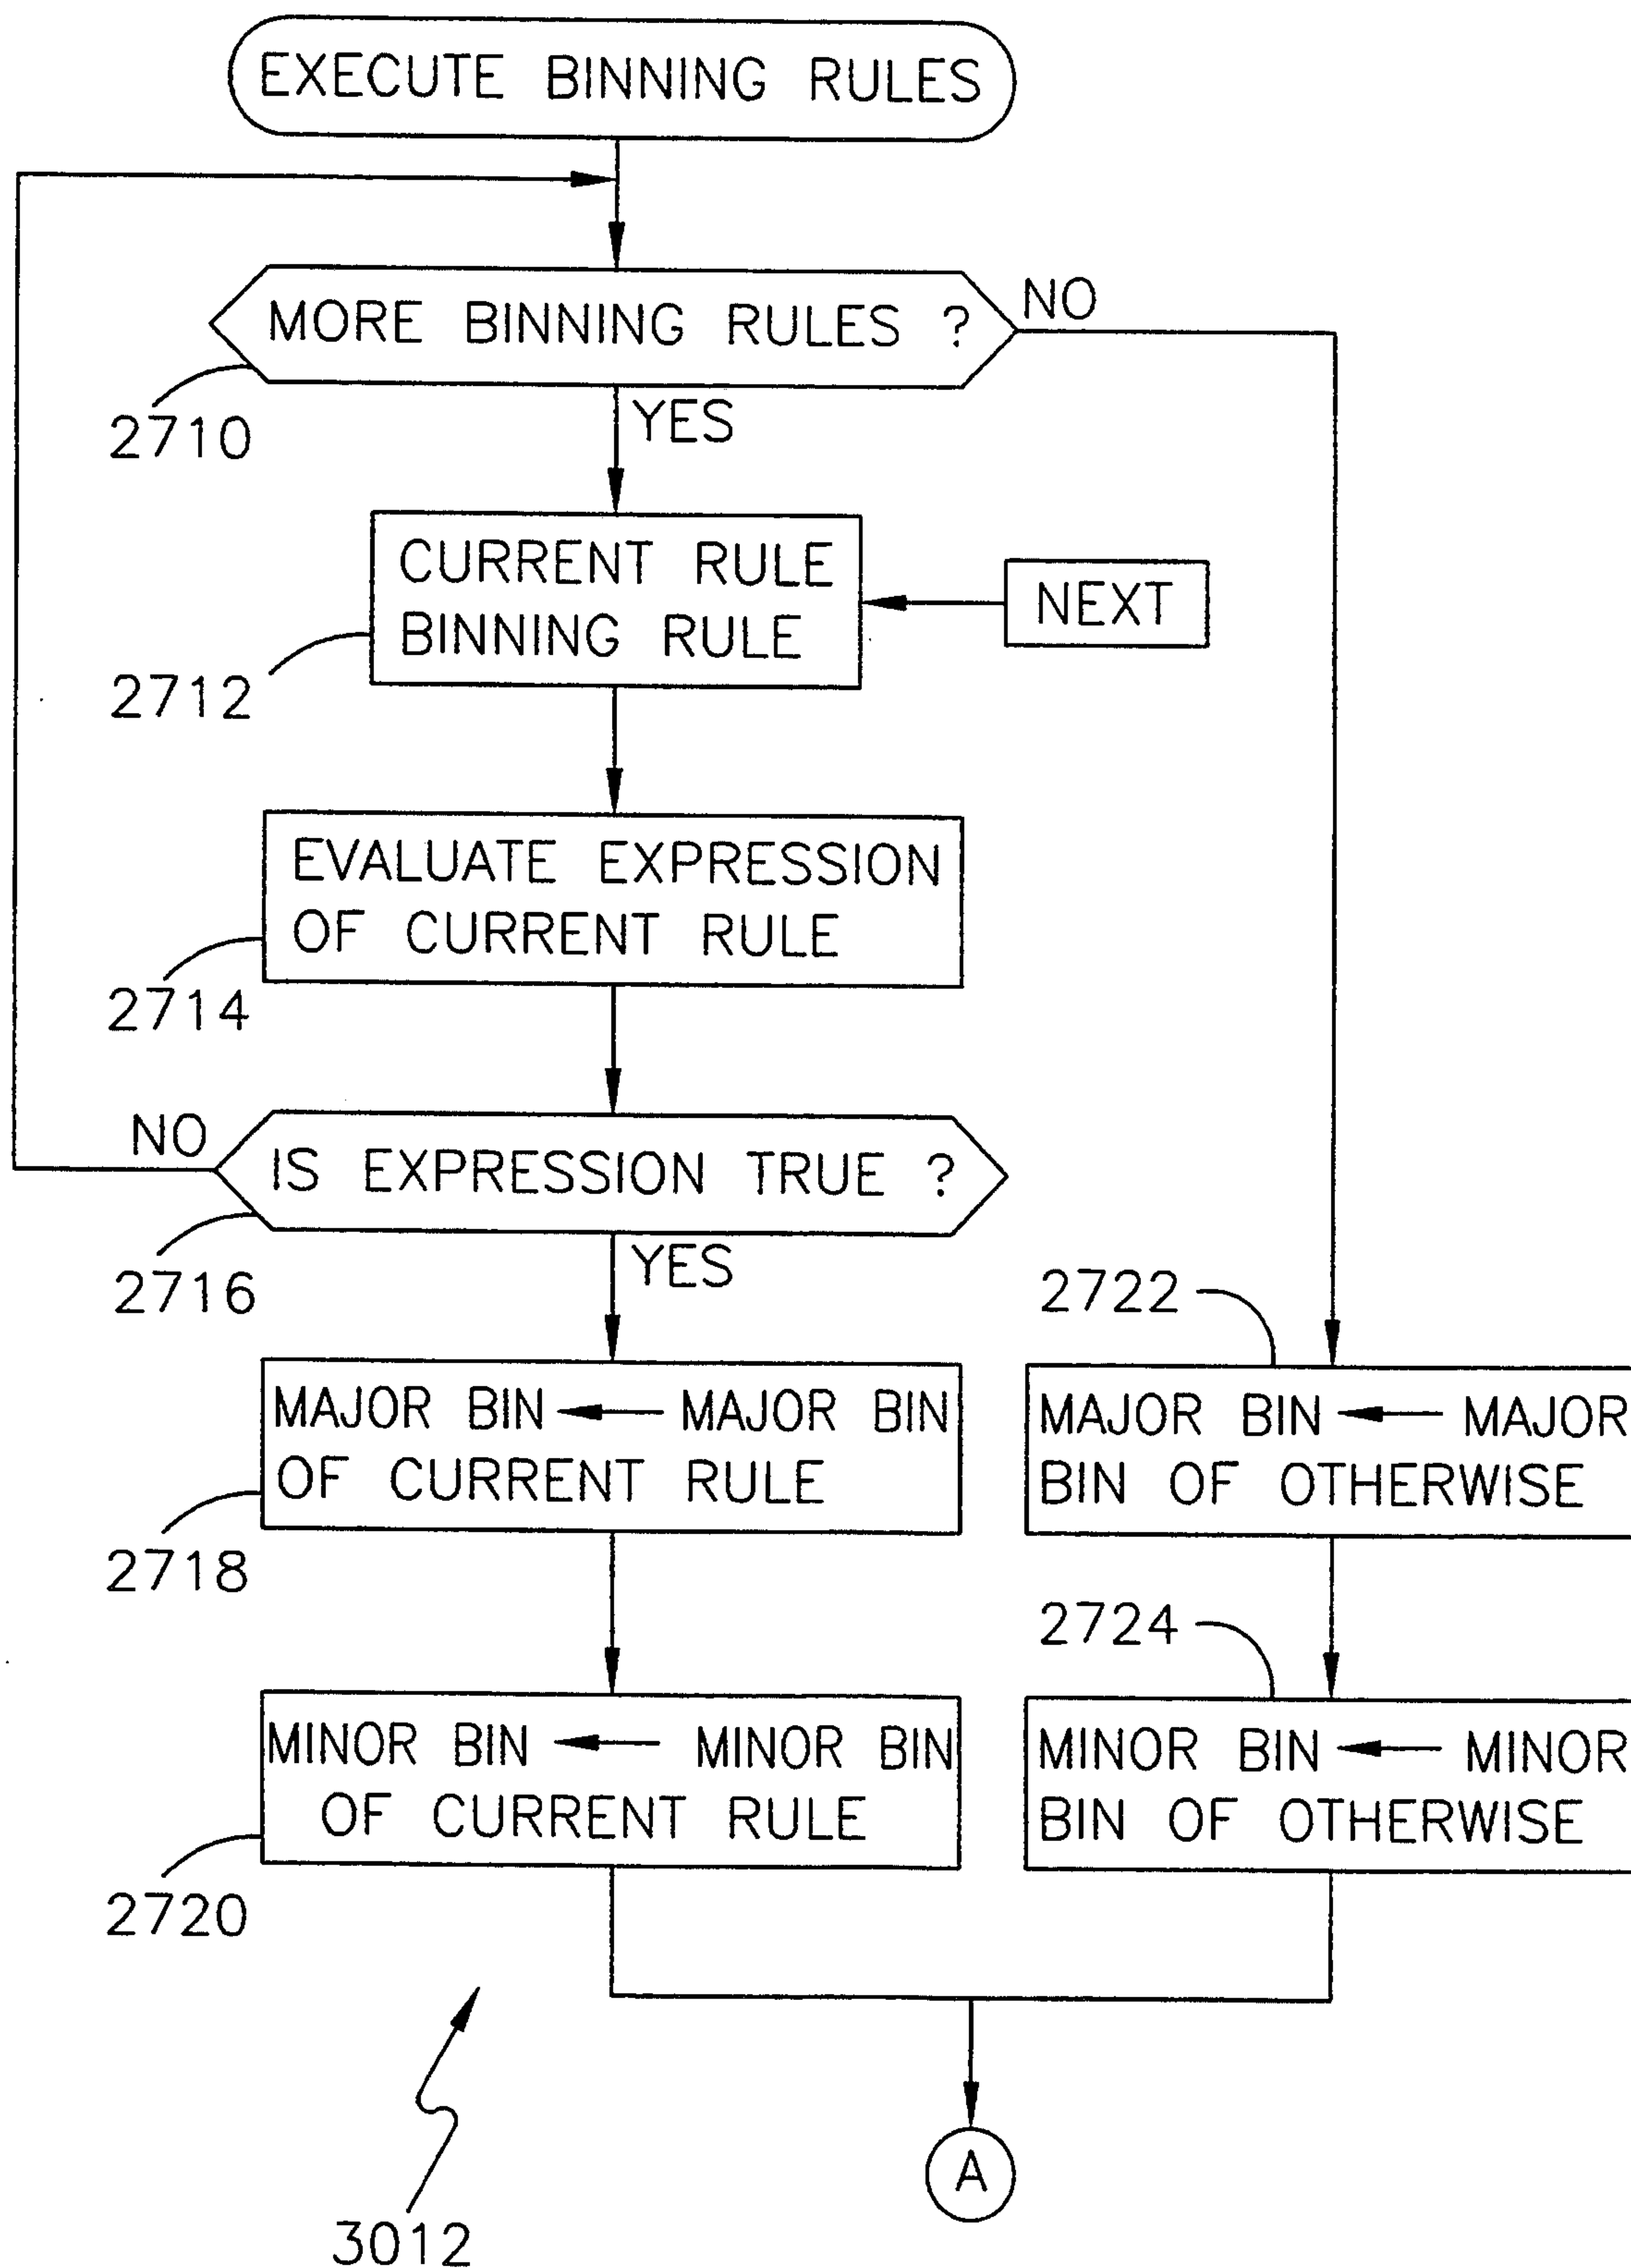 EXECUTE BINNING RULES
MORE BINNING RULES ?
NO
2710
YES
CURRENT RULE
BINNING RULE
NEXT
2712
EVALUATE EXPRESSION
OF CURRENT RULE
2714
NO
IS EXPRESSION TRUE ?
2716
YES
2722
MAJOR BIN ← MAJOR BIN
OF CURRENT RULE
2718
MAJOR BIN ← MAJOR
BIN OF OTHERWISE
2724
MINOR BIN ← MINOR BIN
OF CURRENT RULE
2720
MINOR BIN ← MINOR
BIN OF OTHERWISE
A
3012